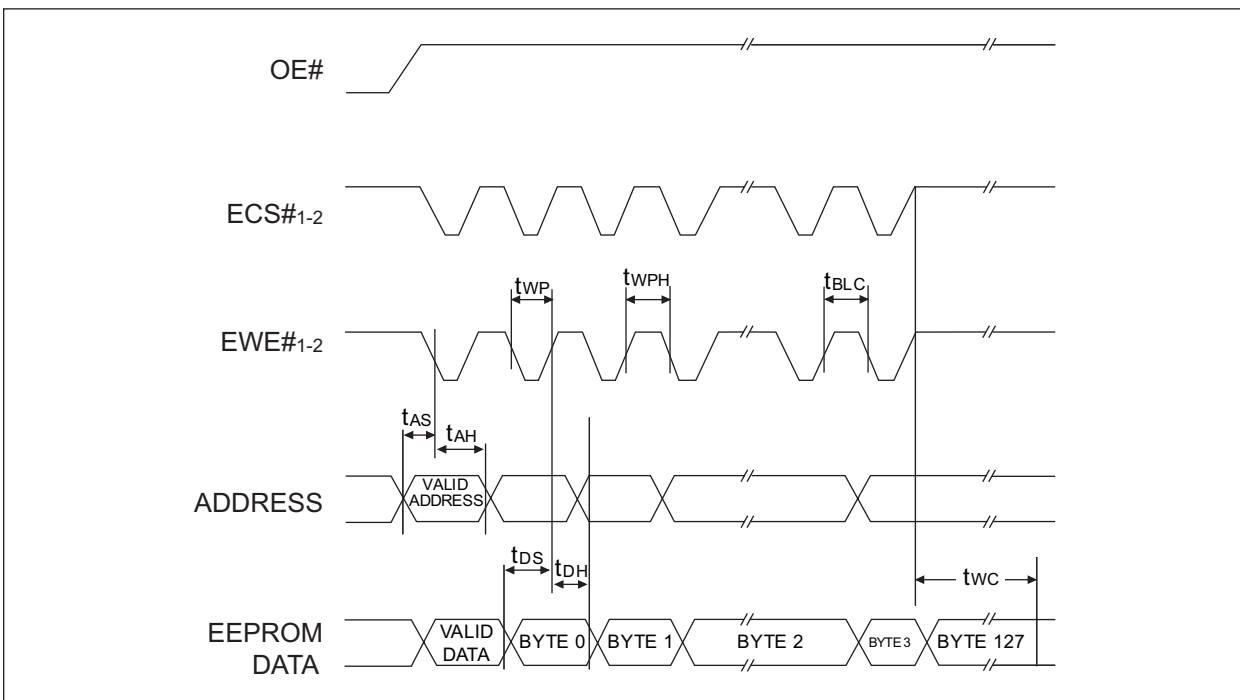 OE#
ECS#1-2
tWP
tWPH
tBLC
EWE#1-2
tAS
tAH
ADDRESS
VALID
ADDRESS
tDS
tDH
tWC
EEPROM
DATA
VALID
DATA
BYTE 0
BYTE 1
BYTE 2
BYTE 3
BYTE 127